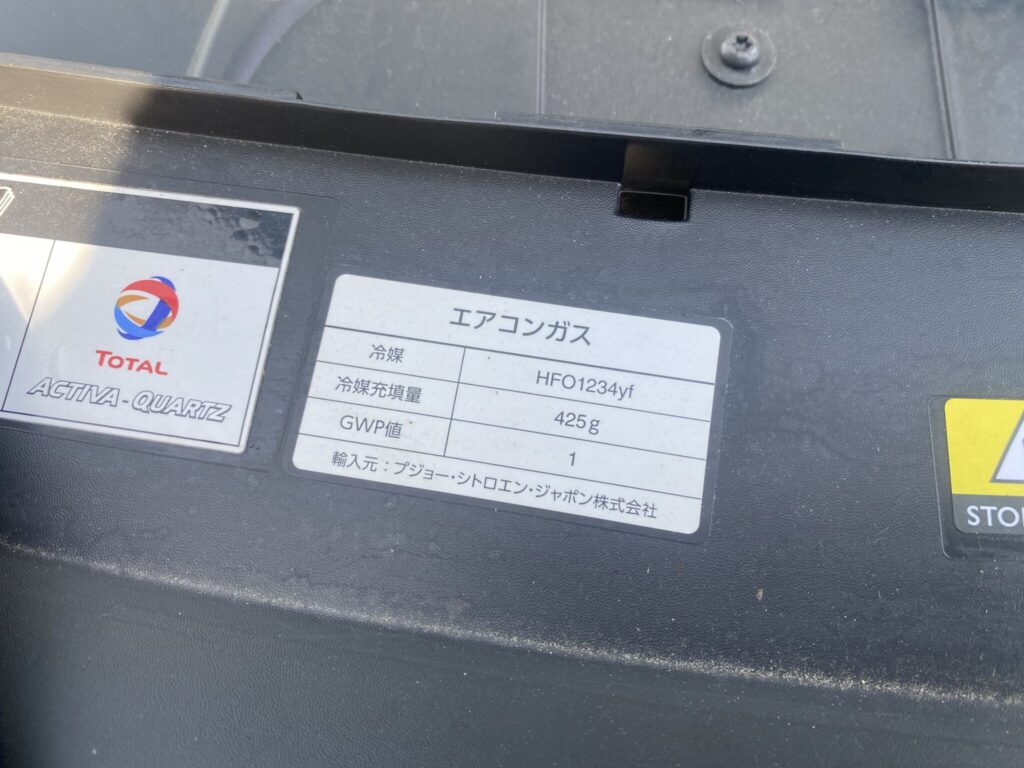 TOTAL
ACTIVA - QUARTZ
エアコンガス
冷媒 HFO1234yf
冷媒充填量 425g
GWP値 1
輸入元：プジョー・シトロエン・ジャポン株式会社